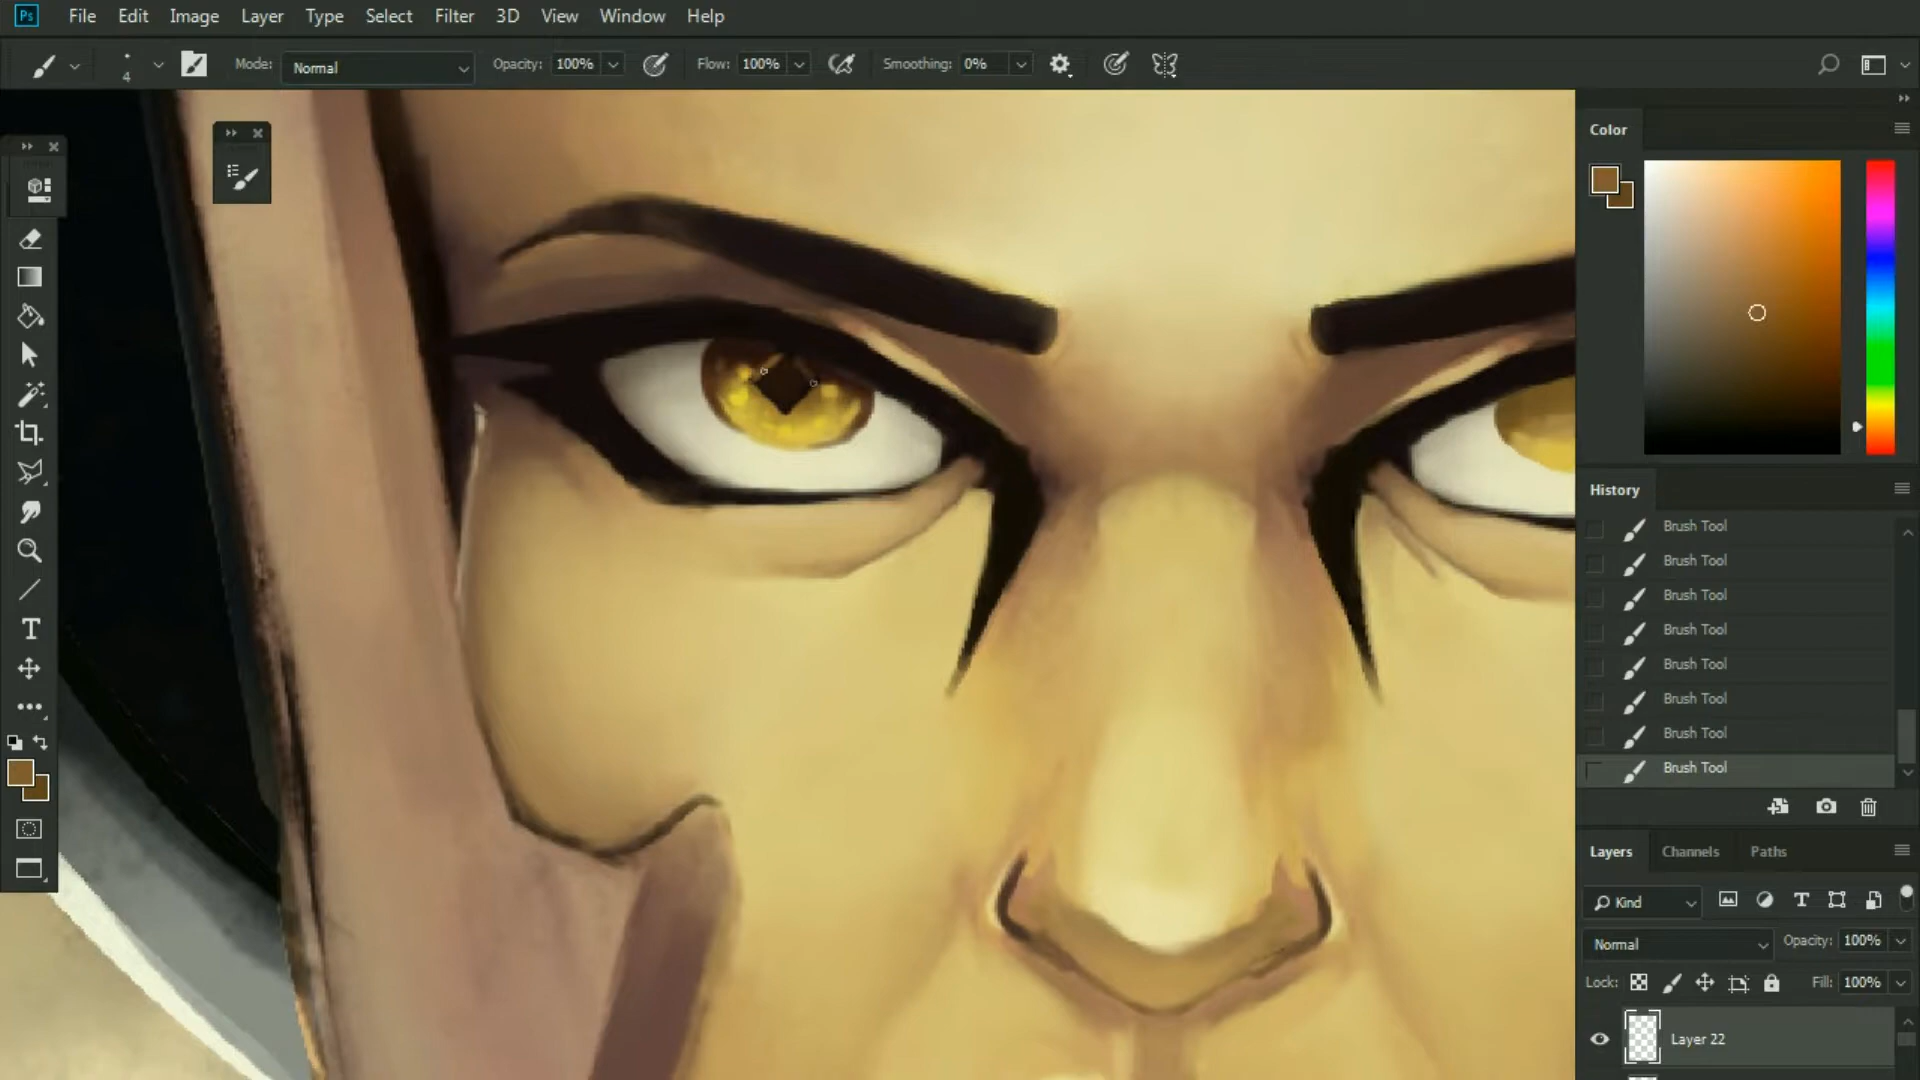 Ps File Edit Image Layer Type Select Filter 3D View Window Help
4 Mode: Normal Opacity: 100% Flow: 100% Smoothing: 0%
Color
History
Brush Tool
Brush Tool
Brush Tool
Brush Tool
Brush Tool
Brush Tool
Brush Tool
Brush Tool
Layers Channels Paths
Kind
Normal Opacity: 100%
Lock: Fill: 100%
Layer 22